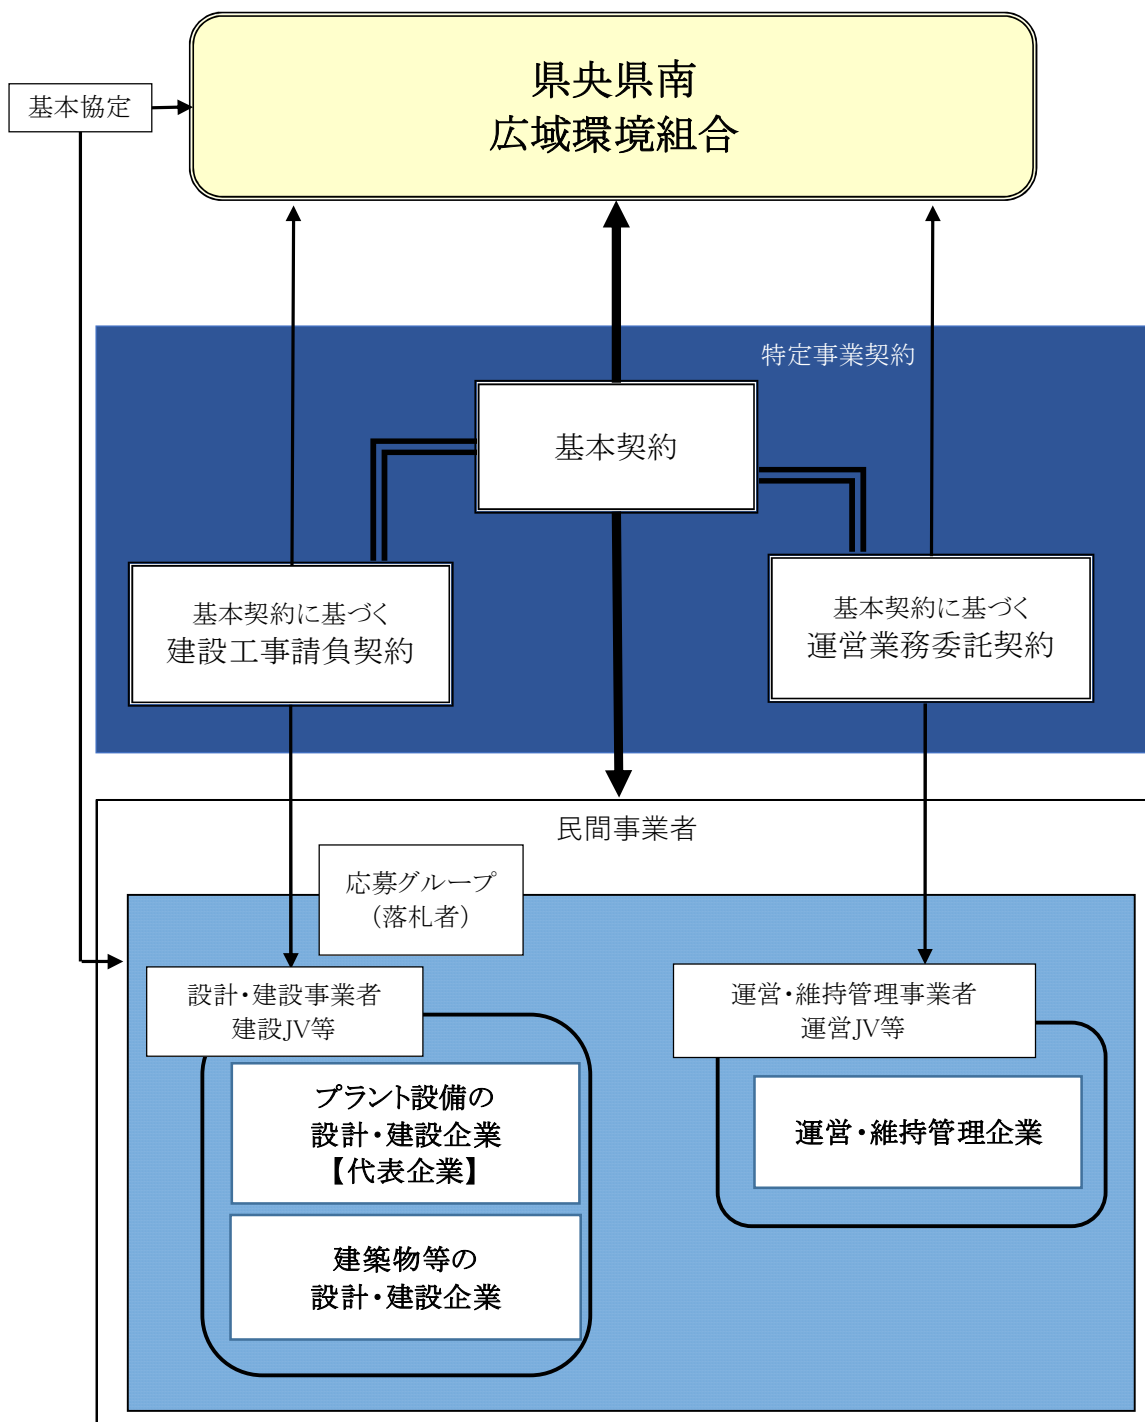 県央県南
広域環境組合
基本協定
特定事業契約
基本契約
基本契約に基づく
建設工事請負契約
基本契約に基づく
運営業務委託契約
民間事業者
応募グループ
（落札者）
設計・建設事業者
建設JV等
運営・維持管理事業者
運営JV等
プラント設備の
設計・建設企業
【代表企業】
運営・維持管理企業
建築物等の
設計・建設企業